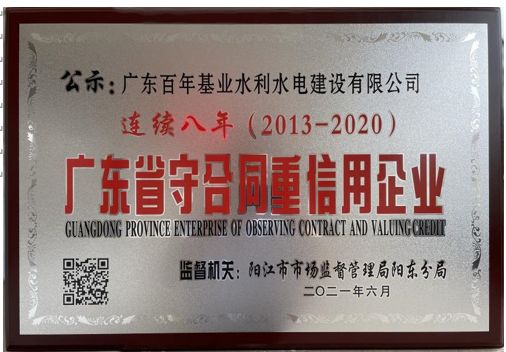 公示：广东百年基业水利水电建设有限公司
连续八年（2013-2020）
广东省守合同重信用企业
GUANGDONG PROVINCE ENTERPRISE OF OBSERVING CONTRACT AND VALUING CREDIT
监督机关：阳江市市场监督管理局阳东分局
二〇二一年六月